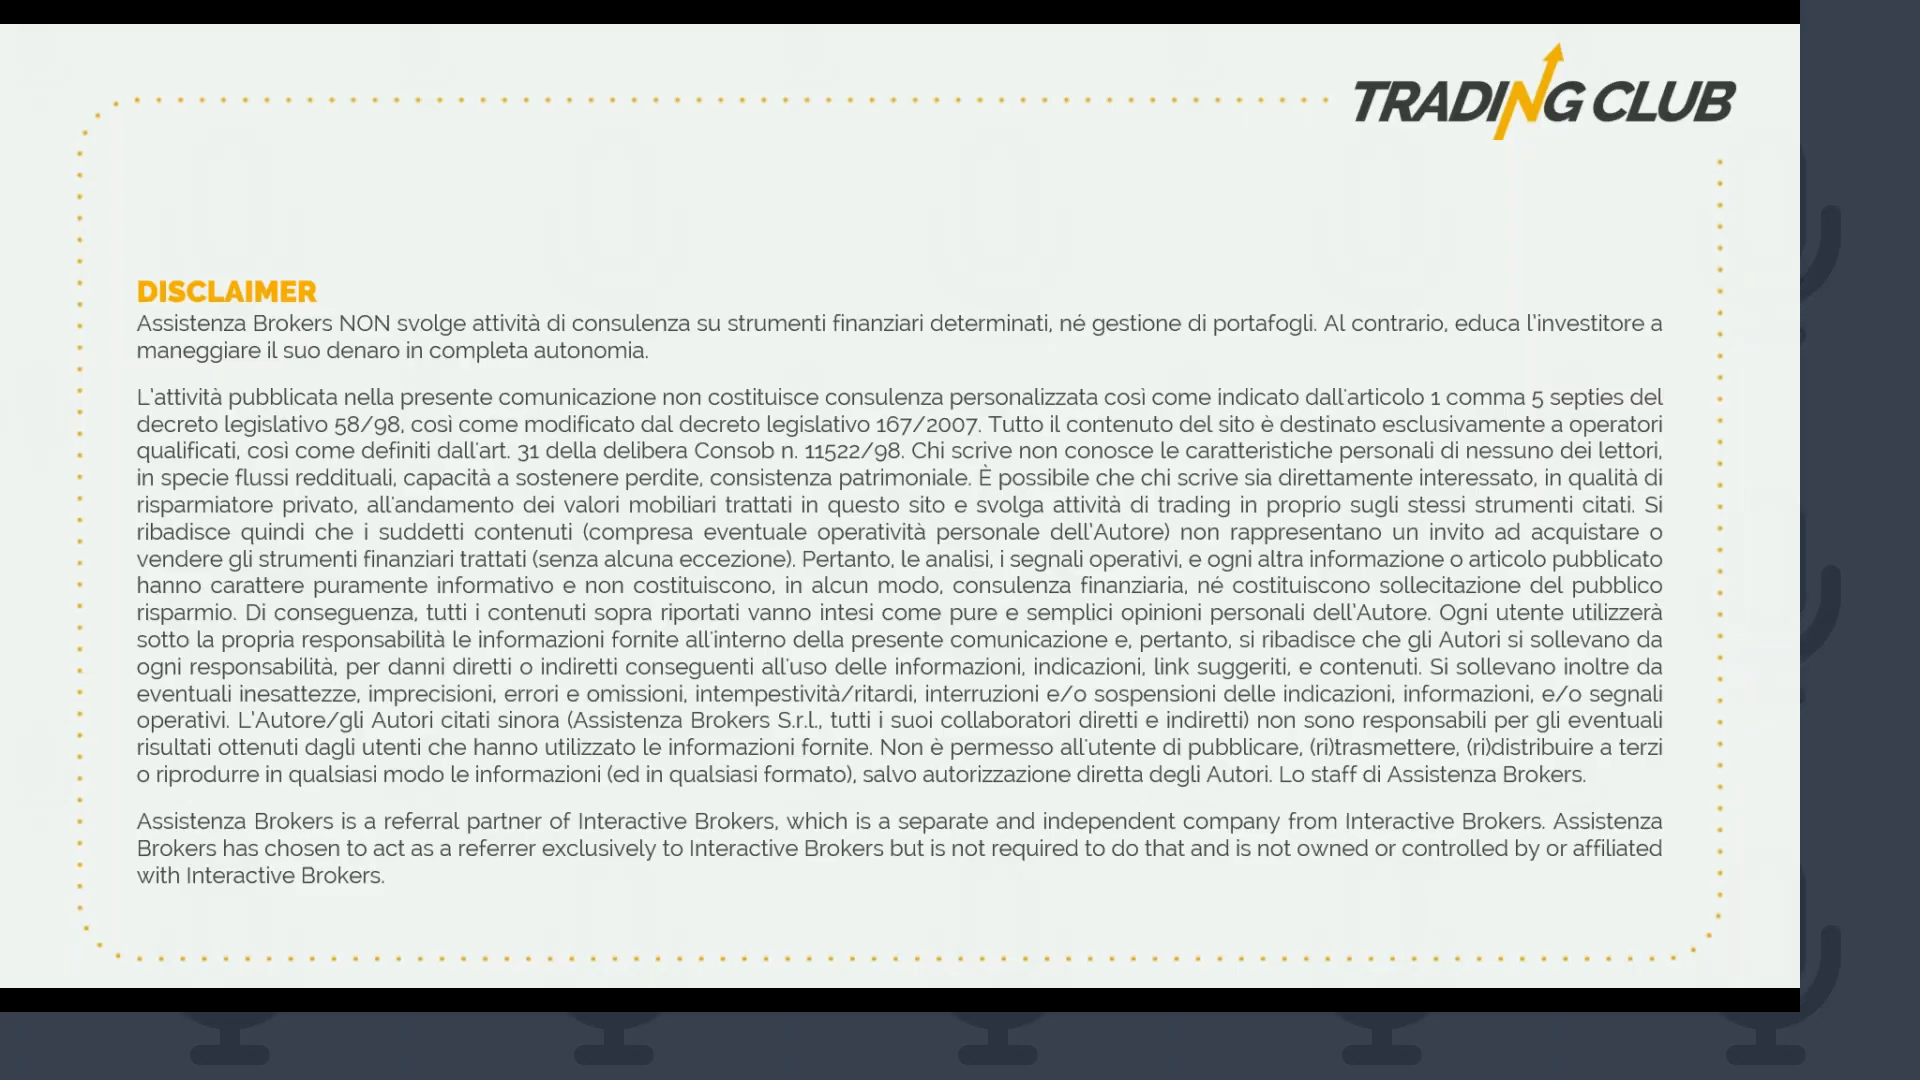 TRADING CLUB
DISCLAIMER
Assistenza Brokers NON svolge attività di consulenza su strumenti finanziari determinati, né gestione di portafogli. Al contrario, educa l'investitore a
maneggiare il suo denaro in completa autonomia.
L'attività pubblicata nella presente comunicazione non costituisce consulenza personalizzata così come indicato dall'articolo 1 comma 5 septies del
decreto legislativo 58/98, così come modificato dal decreto legislativo 167/2007. Tutto il contenuto del sito è destinato esclusivamente a operatori
qualificati, così come definiti dall'art. 31 della delibera Consob n. 11522/98. Chi scrive non conosce le caratteristiche personali di nessuno dei lettori,
in specie flussi reddituali, capacità a sostenere perdite, consistenza patrimoniale. È possibile che chi scrive sia direttamente interessato, in qualità di
risparmiatore privato, all'andamento dei valori mobiliari trattati in questo sito e svolga attività di trading in proprio sugli stessi strumenti citati. Si
ribadisce quindi che i suddetti contenuti (compresa eventuale operatività personale dell'Autore) non rappresentano un invito ad acquistare o
vendere gli strumenti finanziari trattati (senza alcuna eccezione). Pertanto, le analisi, i segnali operativi, e ogni altra informazione o articolo pubblicato
hanno carattere puramente informativo e non costituiscono, in alcun modo, consulenza finanziaria, né costituiscono sollecitazione del pubblico
risparmio. Di conseguenza, tutti i contenuti sopra riportati vanno intesi come pure e semplici opinioni personali dell'Autore. Ogni utente utilizzerà
sotto la propria responsabilità le informazioni fornite all'interno della presente comunicazione e, pertanto, si ribadisce che gli Autori si sollevano da
ogni responsabilità, per danni diretti o indiretti conseguenti all'uso delle informazioni, indicazioni, link suggeriti, e contenuti. Si sollevano inoltre da
eventuali inesattezze, imprecisioni, errori e omissioni, intempestività/ritardi, interruzioni e/o sospensioni delle indicazioni, informazioni, e/o segnali
operativi. L'Autore/gli Autori citati sinora (Assistenza Brokers S.r.l., tutti i suoi collaboratori diretti e indiretti) non sono responsabili per gli eventuali
risultati ottenuti dagli utenti che hanno utilizzato le informazioni fornite. Non è permesso all'utente di pubblicare, (ri)trasmettere, (ri)distribuire a terzi
o riprodurre in qualsiasi modo le informazioni (ed in qualsiasi formato), salvo autorizzazione diretta degli Autori. Lo staff di Assistenza Brokers.
Assistenza Brokers is a referral partner of Interactive Brokers, which is a separate and independent company from Interactive Brokers. Assistenza
Brokers has chosen to act as a referrer exclusively to Interactive Brokers but is not required to do that and is not owned or controlled by or affiliated
with Interactive Brokers.